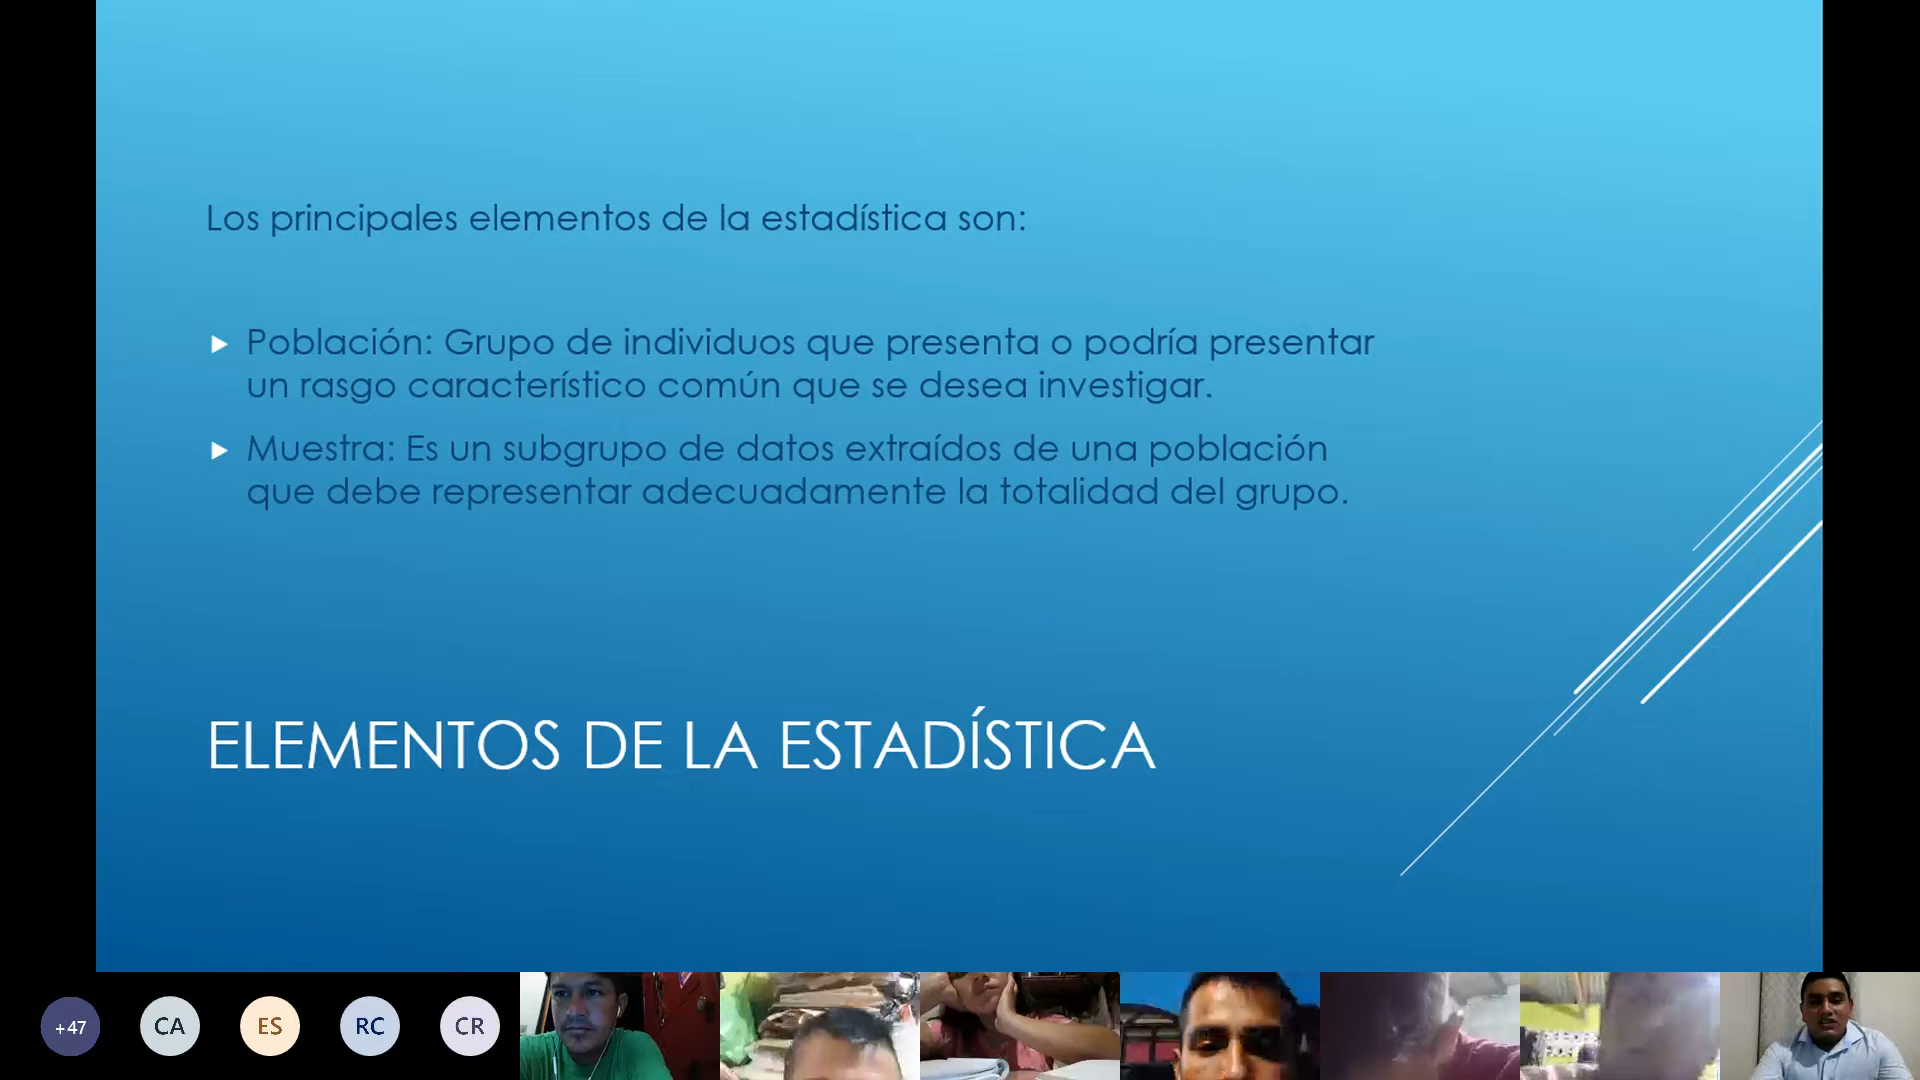 Los principales elementos de la estadística son:
Población: Grupo de individuos que presenta o podría presentar
un rasgo característico común que se desea investigar.
Muestra: Es un subgrupo de datos extraídos de una población
que debe representar adecuadamente la totalidad del grupo.
ELEMENTOS DE LA ESTADÍSTICA
+47 CA ES RC CR